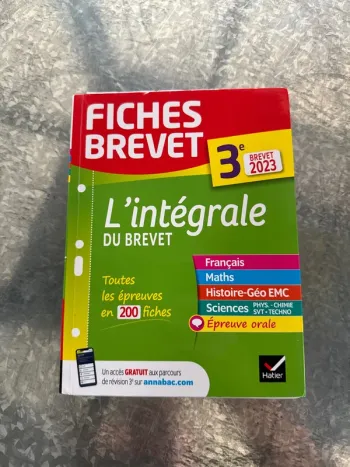 FICHES
BREVET
3e
BREVET
2023
L'intégrale
DU BREVET
Toutes
les épreuves
en 200 fiches
Français
Maths
Histoire-Géo EMC
Sciences PHYS. - CHIMIE
SVT • TECHNO
Épreuve orale
Un accès GRATUIT aux parcours
de révision 3e sur annabac.com
Hatier